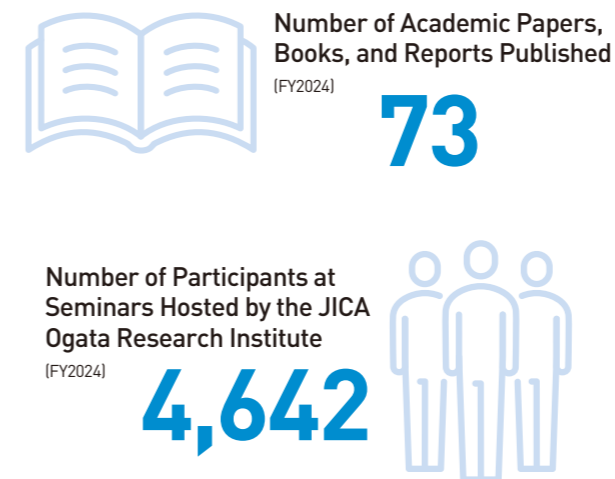 Number of Academic Papers,
Books, and Reports Published
(FY2024)
73
Number of Participants at
Seminars Hosted by the JICA
Ogata Research Institute
(FY2024)
4,642